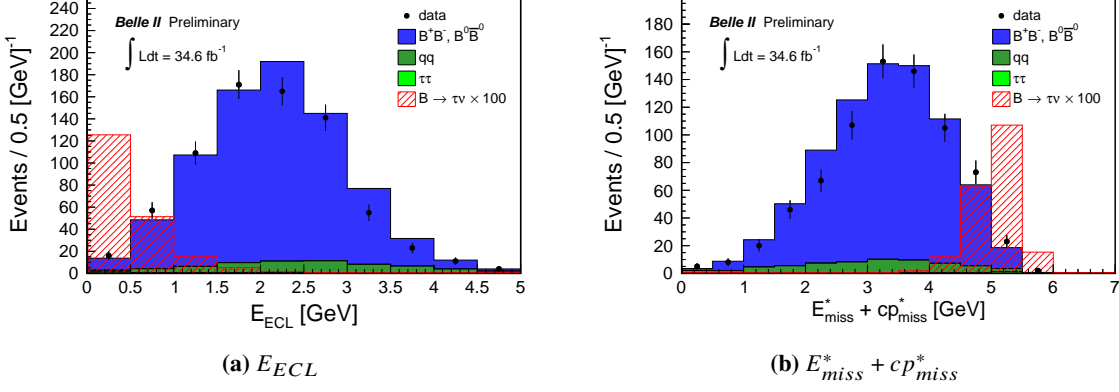 Belle II Preliminary
∫ Ldt = 34.6 fb⁻¹
data
B⁺B⁻, B⁰B̅⁰
qq
ττ
B → τν × 100
Events / 0.5 [GeV]⁻¹
240
220
200
180
160
140
120
100
80
60
40
20
0
0 0.5 1 1.5 2 2.5 3 3.5 4 4.5 5
E_ECL [GeV]
(a) E_ECL
Belle II Preliminary
∫ Ldt = 34.6 fb⁻¹
data
B⁺B⁻, B⁰B̅⁰
qq
ττ
B → τν × 100
Events / 0.5 [GeV]⁻¹
180
160
140
120
100
80
60
40
20
0
0 1 2 3 4 5 6 7
E*_miss + cp*_miss [GeV]
(b) E*_miss + cp*_miss